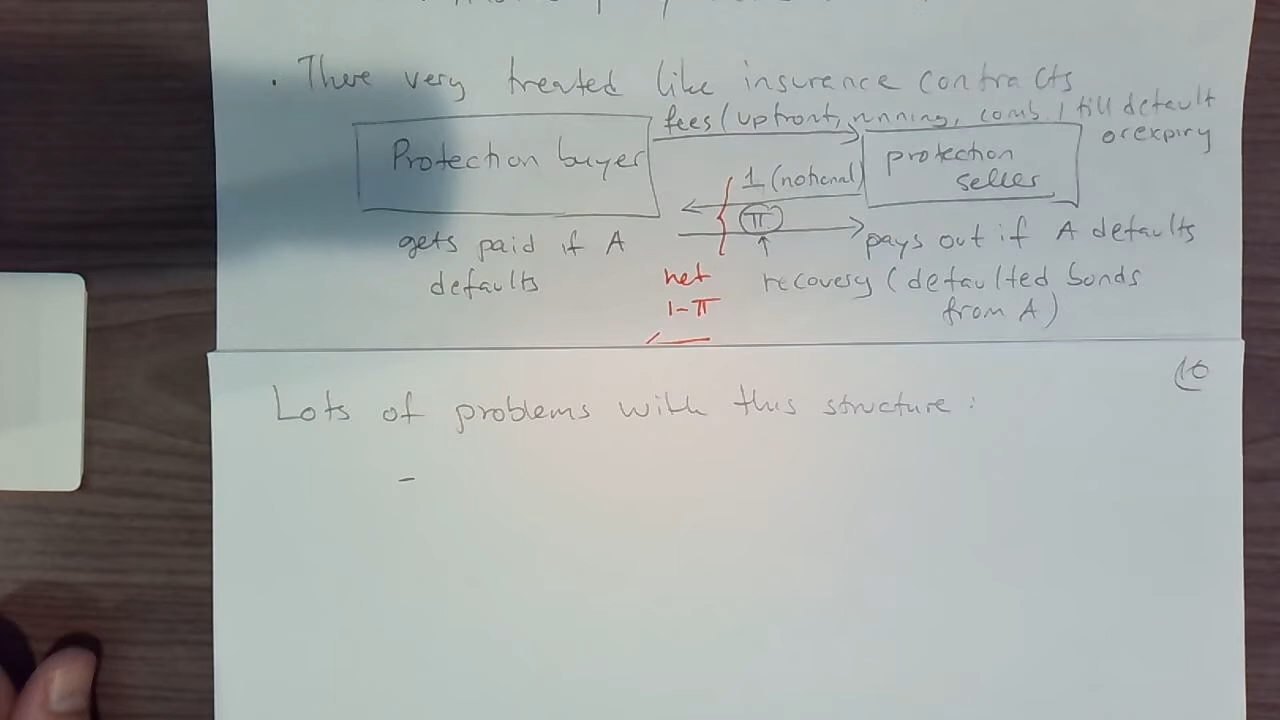 . There very treated like insurance contracts
fees (upfront, running, comb.) till default
or expiry
Protection buyer
protection
seller
1 (notional)
π
gets paid if A
defaults
pays out if A defaults
net
1-π
recovery (defaulted bonds
from A)
Lots of problems with this structure:
-